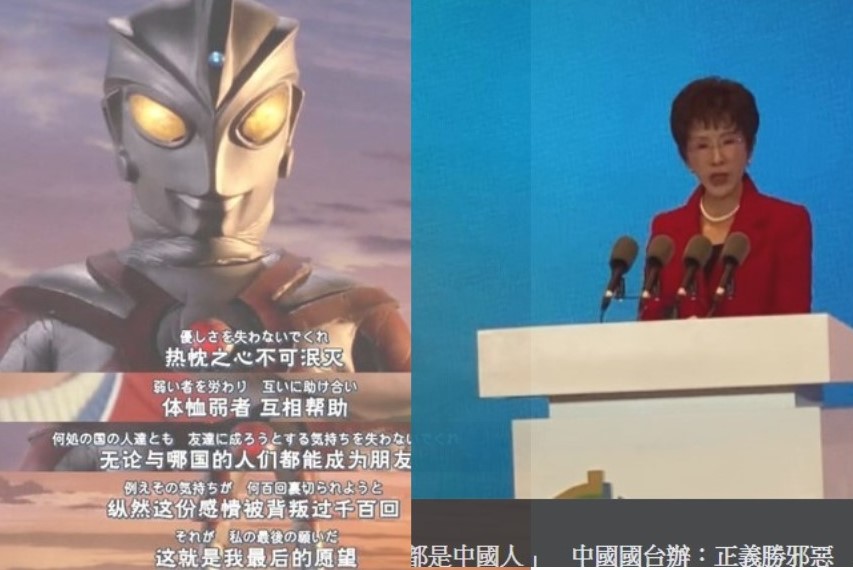 優しさを失わないでくれ
热忱之心不可泯灭
弱い者を労わり 互いに助け合い
体恤弱者 互相帮助
何処の国の人達とも 友達に成ろうとする気持ちを失わないでくれ
无论与哪国的人们都能成为朋友
例えその気持ちが 何百回裏切られようと
纵然这份感情被背叛过千百回
それが 私の最後の願いだ
这就是我最后的愿望
都是中國人」 中國國台辦：正義勝邪惡